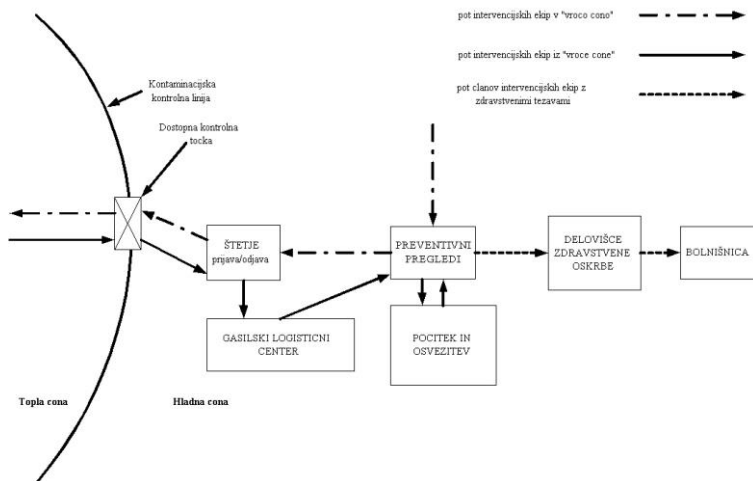 pot intervencijskih ekip v "vroco cono"
pot intervencijskih ekip iz "vroce cone"
pot clanov intervencijskih ekip z
zdravstvenimi tezavami
Kontaminacijska
kontrolna linija
Dostopna kontrolna
tocka
ŠTETJE
prijava/odjava
PREVENTIVNI
PREGLEDI
DELOVIŠCE
ZDRAVSTVENE
OSKRBE
BOLNIŠNICA
GASILSKI LOGISTICNI
CENTER
POCITEK IN
OSVEZITEV
Topla cona
Hladna cona